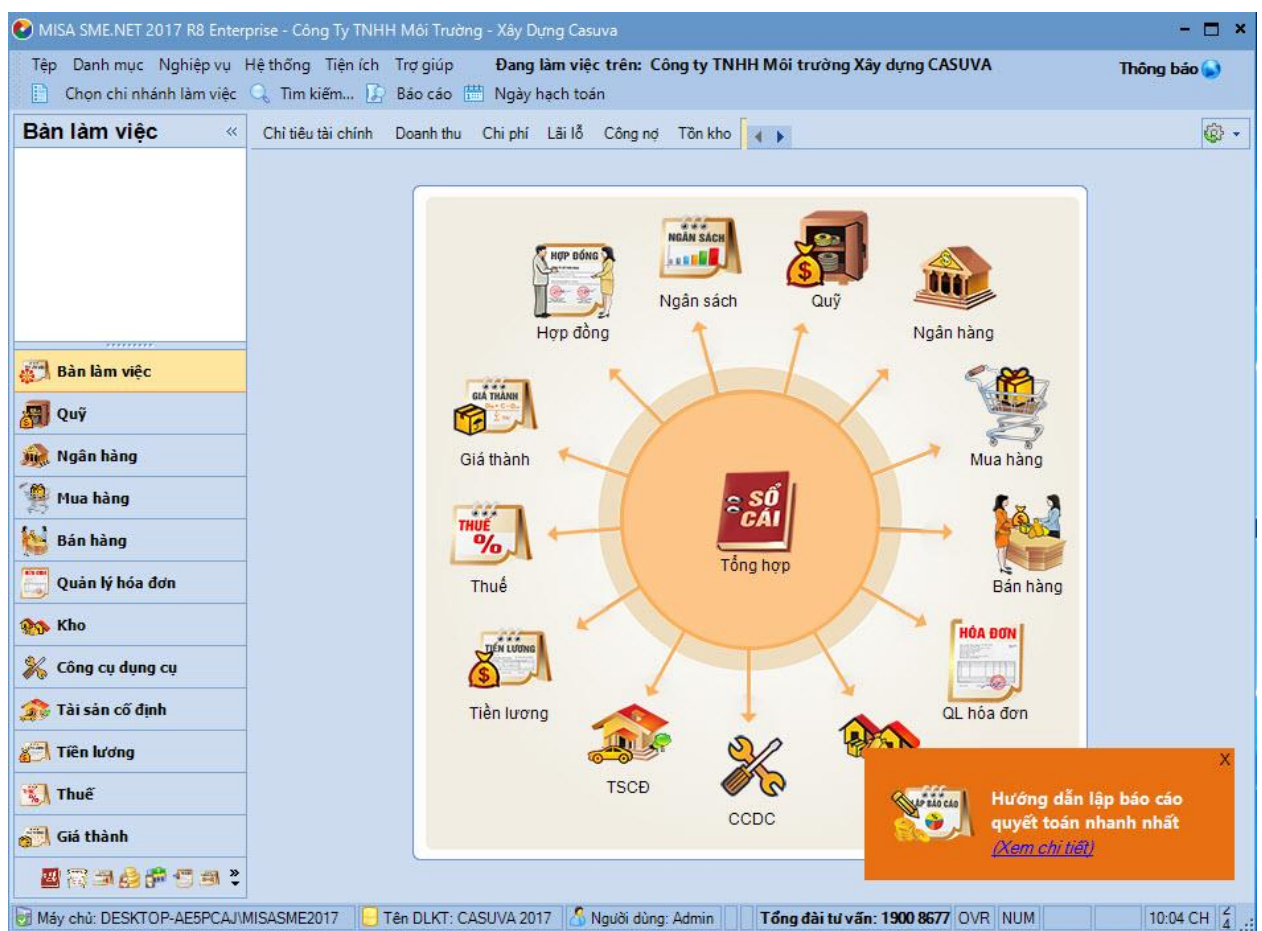 MISA SME.NET 2017 R8 Enterprise - Công Ty TNHH Môi Trường - Xây Dựng Casuva
Tệp Danh mục Nghiệp vụ Hệ thống Tiện ích Trợ giúp Đang làm việc trên: Công ty TNHH Môi trường Xây dựng CASUVA Thông báo
Chọn chi nhánh làm việc Tìm kiếm... Báo cáo Ngày hạch toán
Bàn làm việc «
Chỉ tiêu tài chính Doanh thu Chi phí Lãi lỗ Công nợ Tồn kho
Bàn làm việc
Quỹ
Ngân hàng
Mua hàng
Bán hàng
Quản lý hóa đơn
Kho
Công cụ dụng cụ
Tài sản cố định
Tiền lương
Thuế
Giá thành
NGÂN SÁCH
Ngân sách
Quỹ
HỢP ĐỒNG
Hợp đồng
Ngân hàng
GIÁ THÀNH
Giá thành
Mua hàng
SỔ
CÁI
Tổng hợp
THUẾ
%
Thuế
Bán hàng
TIỀN LƯƠNG
Tiền lương
HÓA ĐƠN
QL hóa đơn
TSCĐ
CCDC
X
LẬP BÁO CÁO
Hướng dẫn lập báo cáo
quyết toán nhanh nhất
(Xem chi tiết)
Máy chủ: DESKTOP-AE5PCAJ\MISASME2017 Tên DLKT: CASUVA 2017 Người dùng: Admin Tổng đài tư vấn: 1900 8677 OVR NUM 10:04 CH